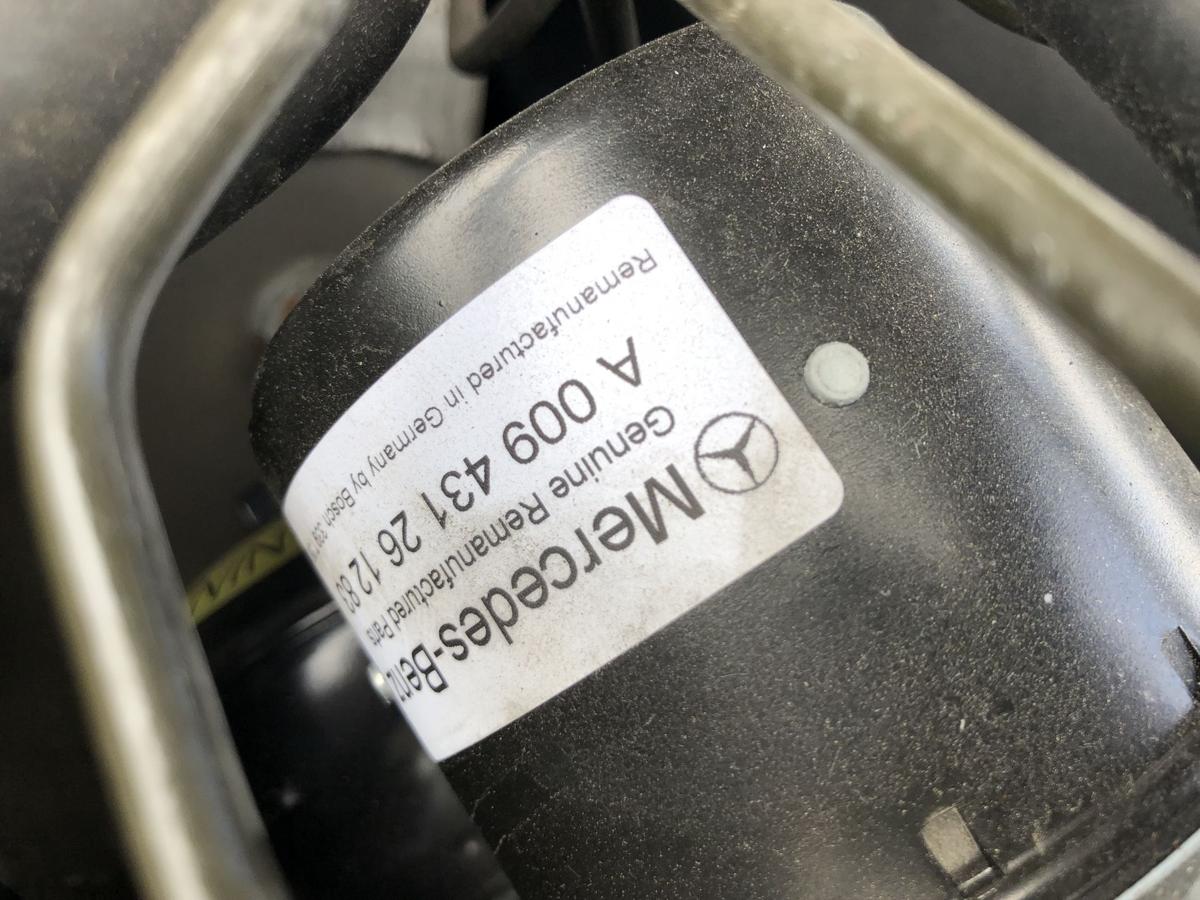 Mercedes-Benz
Genuine Remanufactured Parts
A 009 431 26 12 80
Remanufactured in Germany by Bosch